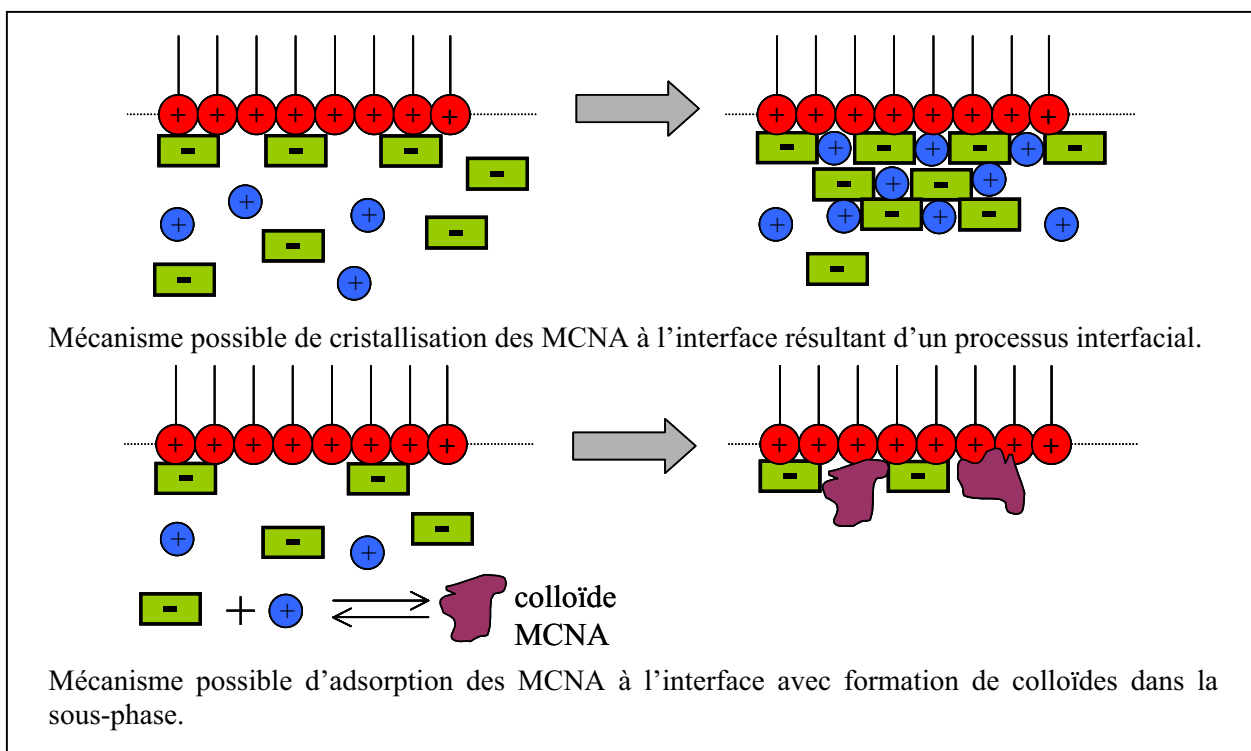 Mécanisme possible de cristallisation des MCNA à l’interface résultant d’un processus interfacial.
+
colloïde
MCNA
Mécanisme possible d’adsorption des MCNA à l’interface avec formation de colloïdes dans la
sous-phase.